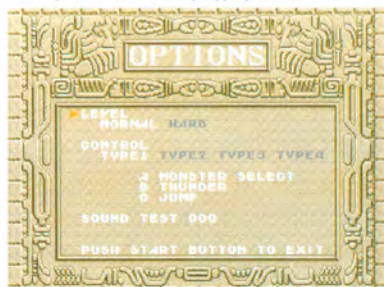 OPTIONS
LEVEL
NORMAL HARD
CONTROL
TYPE1 TYPE2 TYPE3 TYPE4
A MONSTER SELECT
B THUNDER
C JUMP
SOUND TEST 000
PUSH START BUTTON TO EXIT